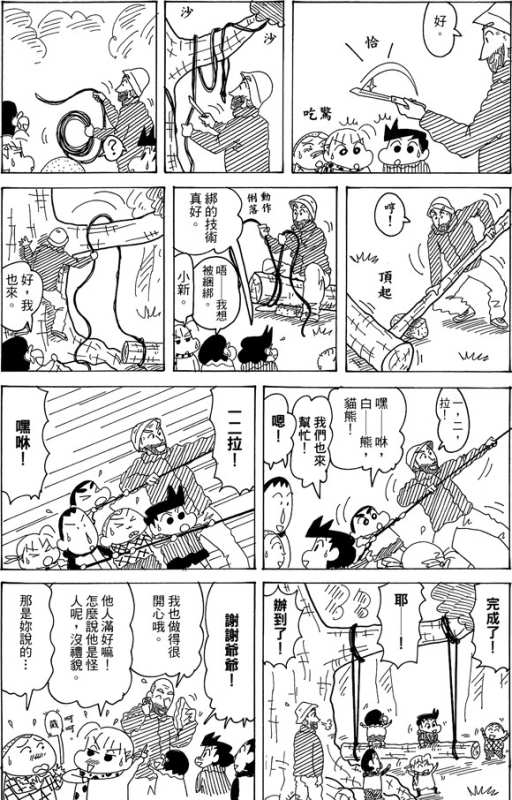 好。
恰
吃驚
沙
沙
嘿！
頂起
動作
俐落
綁的技術
真好。
唔 我想
被綑綁。
小新。
好，我
也來。
一，二，
拉！
嘿——咻，
白——熊，
貓熊！
我們也來
幫忙！
嗯！
一二拉！
嘿咻！
完成了！
耶——！
辦到了！
謝謝爺爺！
我也做得很
開心哦。
他人滿好嘛！
怎麼說他是怪
人呢，沒禮貌。
那是妳說的…